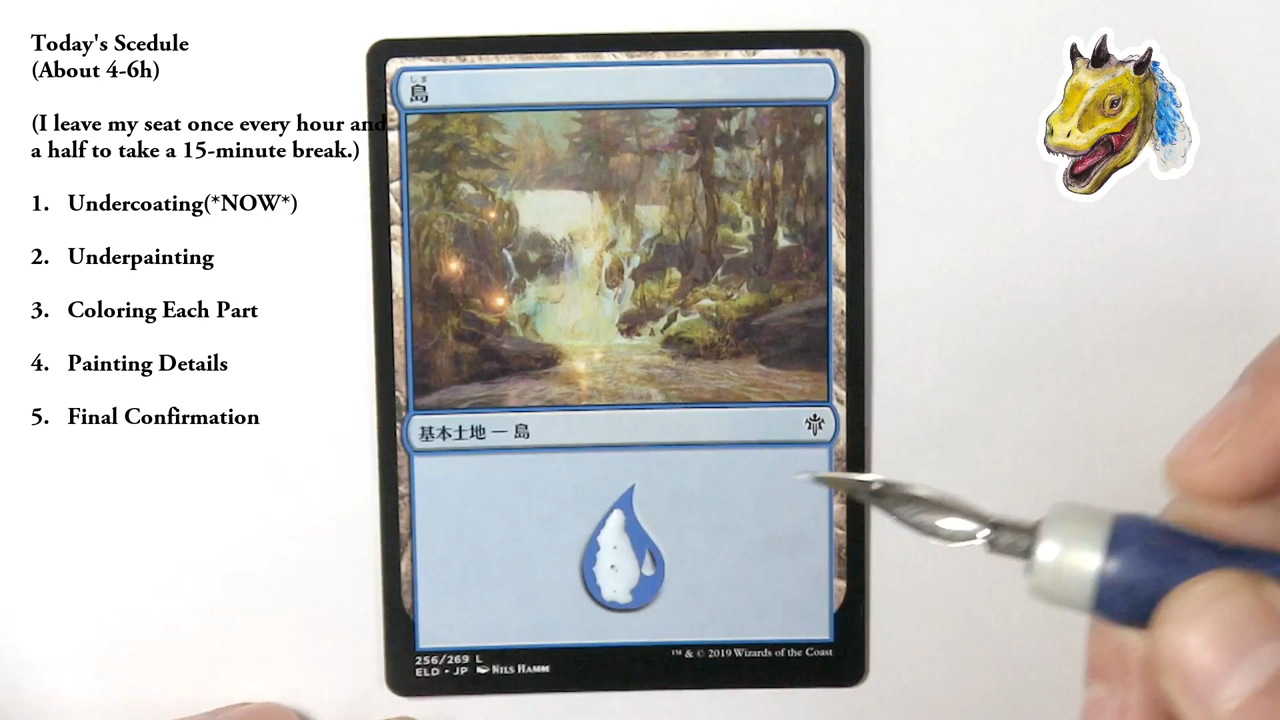 Today's Scedule
(About 4-6h)
(I leave my seat once every hour and
a half to take a 15-minute break.)
1. Undercoating(*NOW*)
2. Underpainting
3. Coloring Each Part
4. Painting Details
5. Final Confirmation
しま
島
基本土地 — 島
256/269 L
ELD • JP NILS HAMM
™ & © 2019 Wizards of the Coast